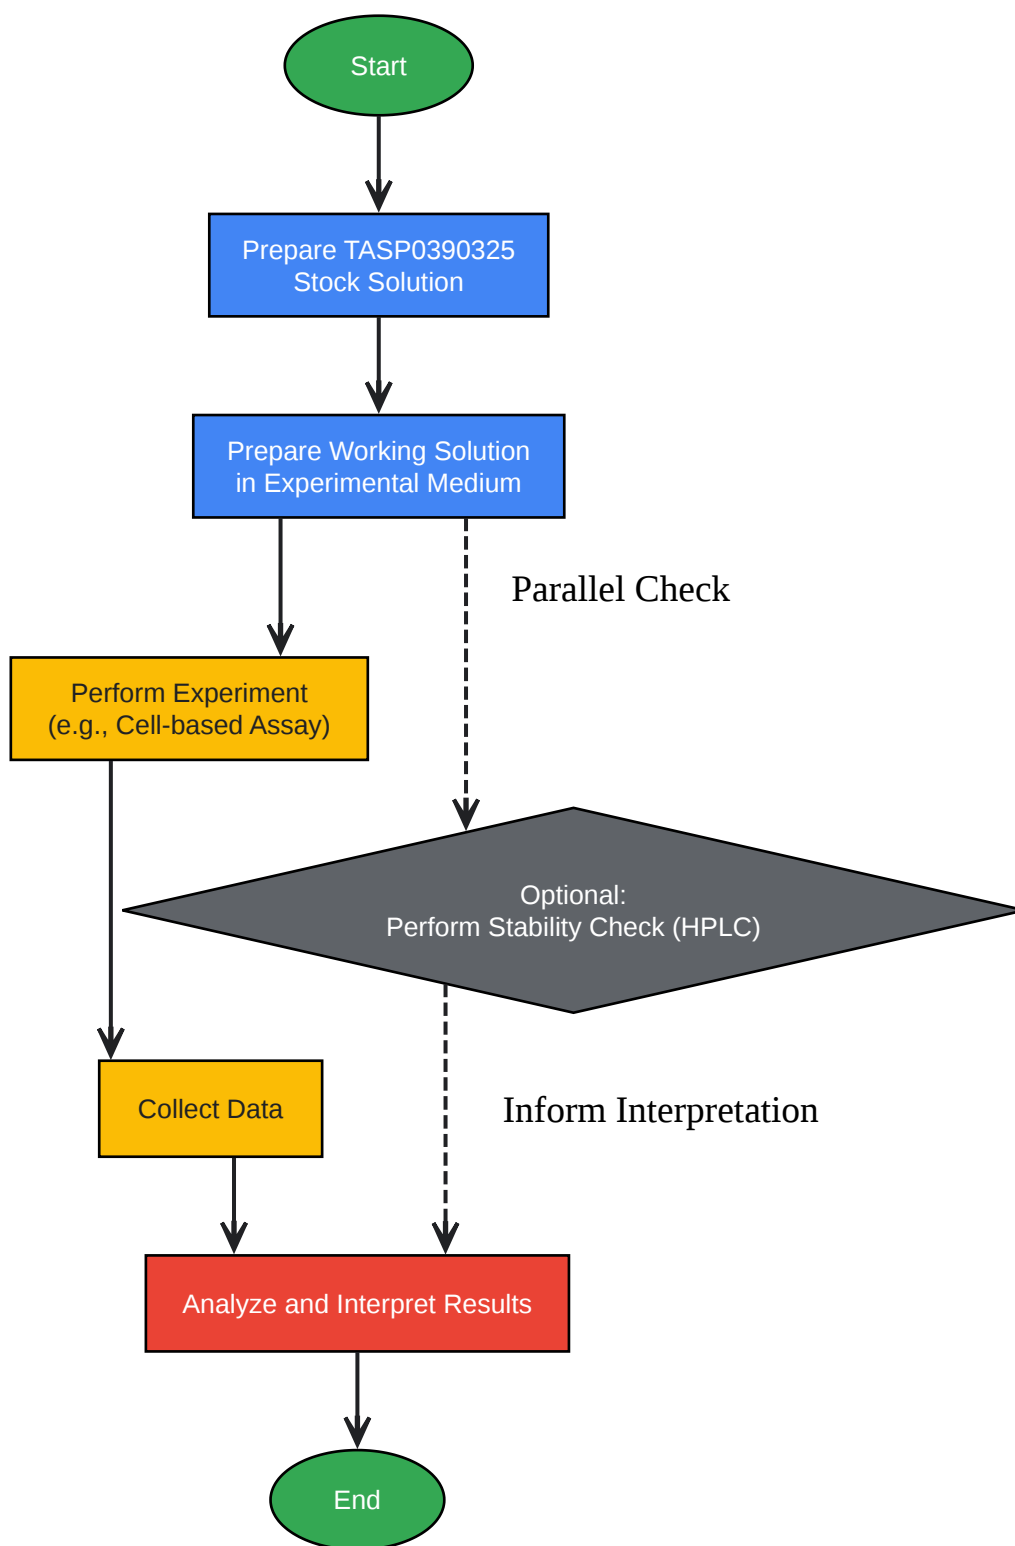 Start
Prepare TASP0390325
Stock Solution
Prepare Working Solution
in Experimental Medium
Parallel Check
Perform Experiment
(e.g., Cell-based Assay)
Optional:
Perform Stability Check (HPLC)
Collect Data
Inform Interpretation
Analyze and Interpret Results
End